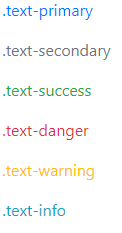 .text-primary
.text-secondary
.text-success
.text-danger
.text-warning
.text-info